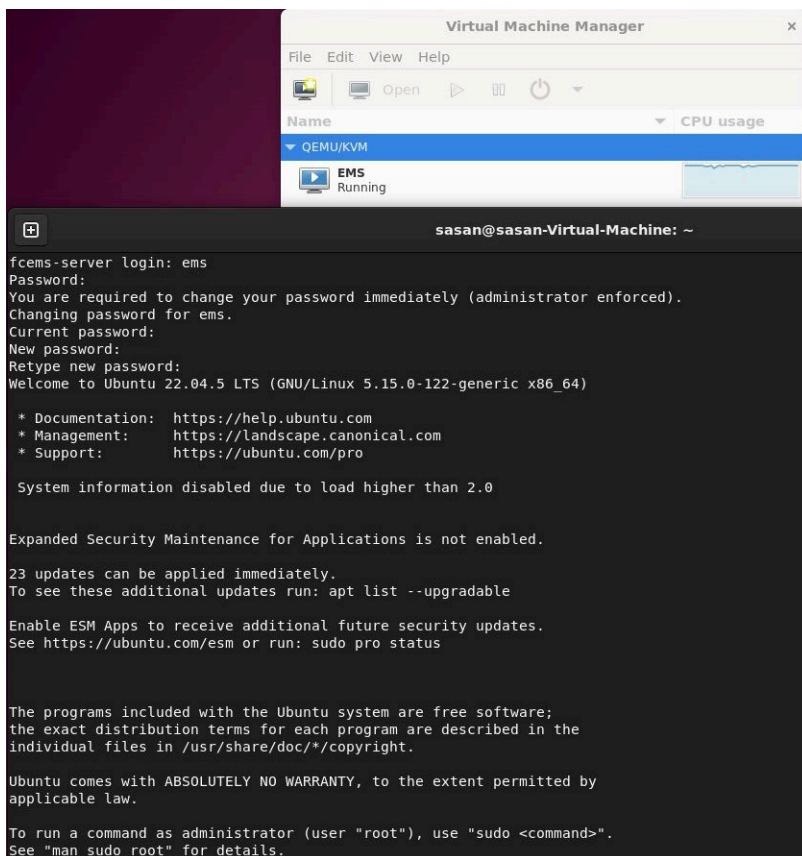 Virtual Machine Manager
File Edit View Help
Open
Name CPU usage
QEMU/KVM
EMS
Running
sasan@sasan-Virtual-Machine: ~
fcems-server login: ems
Password:
You are required to change your password immediately (administrator enforced).
Changing password for ems.
Current password:
New password:
Retype new password:
Welcome to Ubuntu 22.04.5 LTS (GNU/Linux 5.15.0-122-generic x86_64)
* Documentation: https://help.ubuntu.com
* Management: https://landscape.canonical.com
* Support: https://ubuntu.com/pro
System information disabled due to load higher than 2.0
Expanded Security Maintenance for Applications is not enabled.
23 updates can be applied immediately.
To see these additional updates run: apt list --upgradable
Enable ESM Apps to receive additional future security updates.
See https://ubuntu.com/esm or run: sudo pro status
The programs included with the Ubuntu system are free software;
the exact distribution terms for each program are described in the
individual files in /usr/share/doc/*/copyright.
Ubuntu comes with ABSOLUTELY NO WARRANTY, to the extent permitted by
applicable law.
To run a command as administrator (user "root"), use "sudo <command>".
See "man sudo_root" for details.